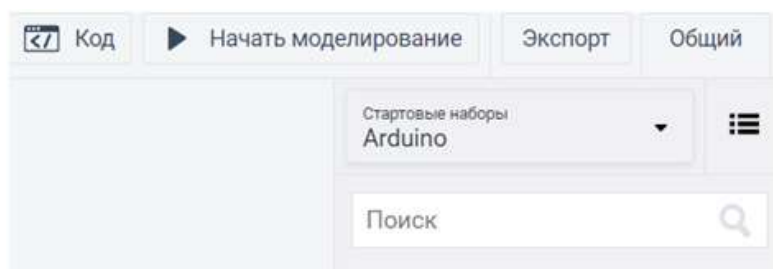 Код Начать моделирование Экспорт Общий
Стартовые наборы
Arduino
Поиск